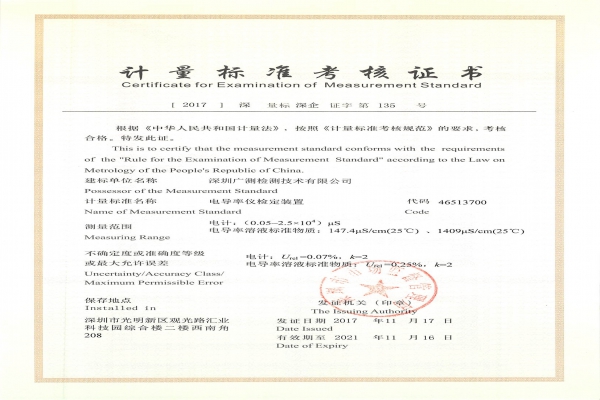 计量标准考核证书
Certificate for Examination of Measurement Standard
[ 2017 ] 深 量标 深企 证字 第 135 号
根据《中华人民共和国计量法》，按照《计量标准考核规范》的要求，考核
合格。特发此证。
This is to certify that the measurement standard conforms with the requirements
of the "Rule for the Examination of Measurement Standard" according to the Law on
Metrology of the People's Republic of China.
建标单位名称 深圳广测检测技术有限公司
Possessor of the Measurement Standard
计量标准名称 电导率仪检定装置 代码 46513700
Name of Measurement Standard Code
电计：（0.05—2.5×10⁴）μS
测量范围 电导率溶液标准物质：147.4μS/cm(25℃) 、1409μS/cm(25℃)
Measuring Range
不确定度或准确度等级 电计：Urel=0.07%，k=2
或最大允许误差 电导率溶液标准物质：Urel=0.25%，k=2
Uncertainty/Accuracy Class/
Maximum Permissible Error
保存地点 发证机关（印章）
Installed in The Issuing Authority
深圳市光明新区观光路汇业 发证日期 2017 年11 月 17 日
科技园综合楼二楼西南角 Date Issued
208 有效期至 2021 年11 月 16 日
Date of Expiry